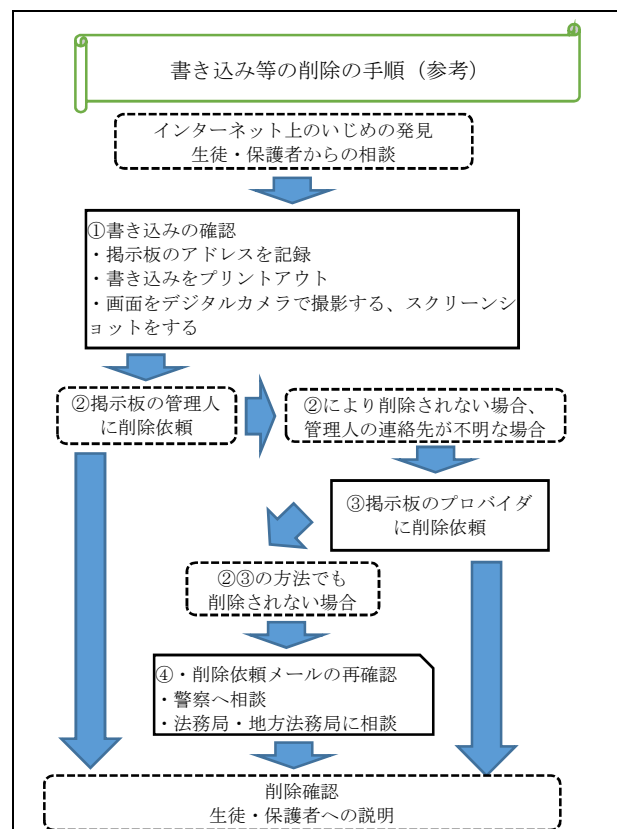 書き込み等の削除の手順（参考）
インターネット上のいじめの発見
生徒・保護者からの相談
①書き込みの確認
・掲示板のアドレスを記録
・書き込みをプリントアウト
・画面をデジタルカメラで撮影する、スクリーンシ
ョットをする
②掲示板の管理人
に削除依頼
②により削除されない場合、
管理人の連絡先が不明な場合
③掲示板のプロバイダ
に削除依頼
②③の方法でも
削除されない場合
④・削除依頼メールの再確認
・警察へ相談
・法務局・地方法務局に相談
削除確認
生徒・保護者への説明